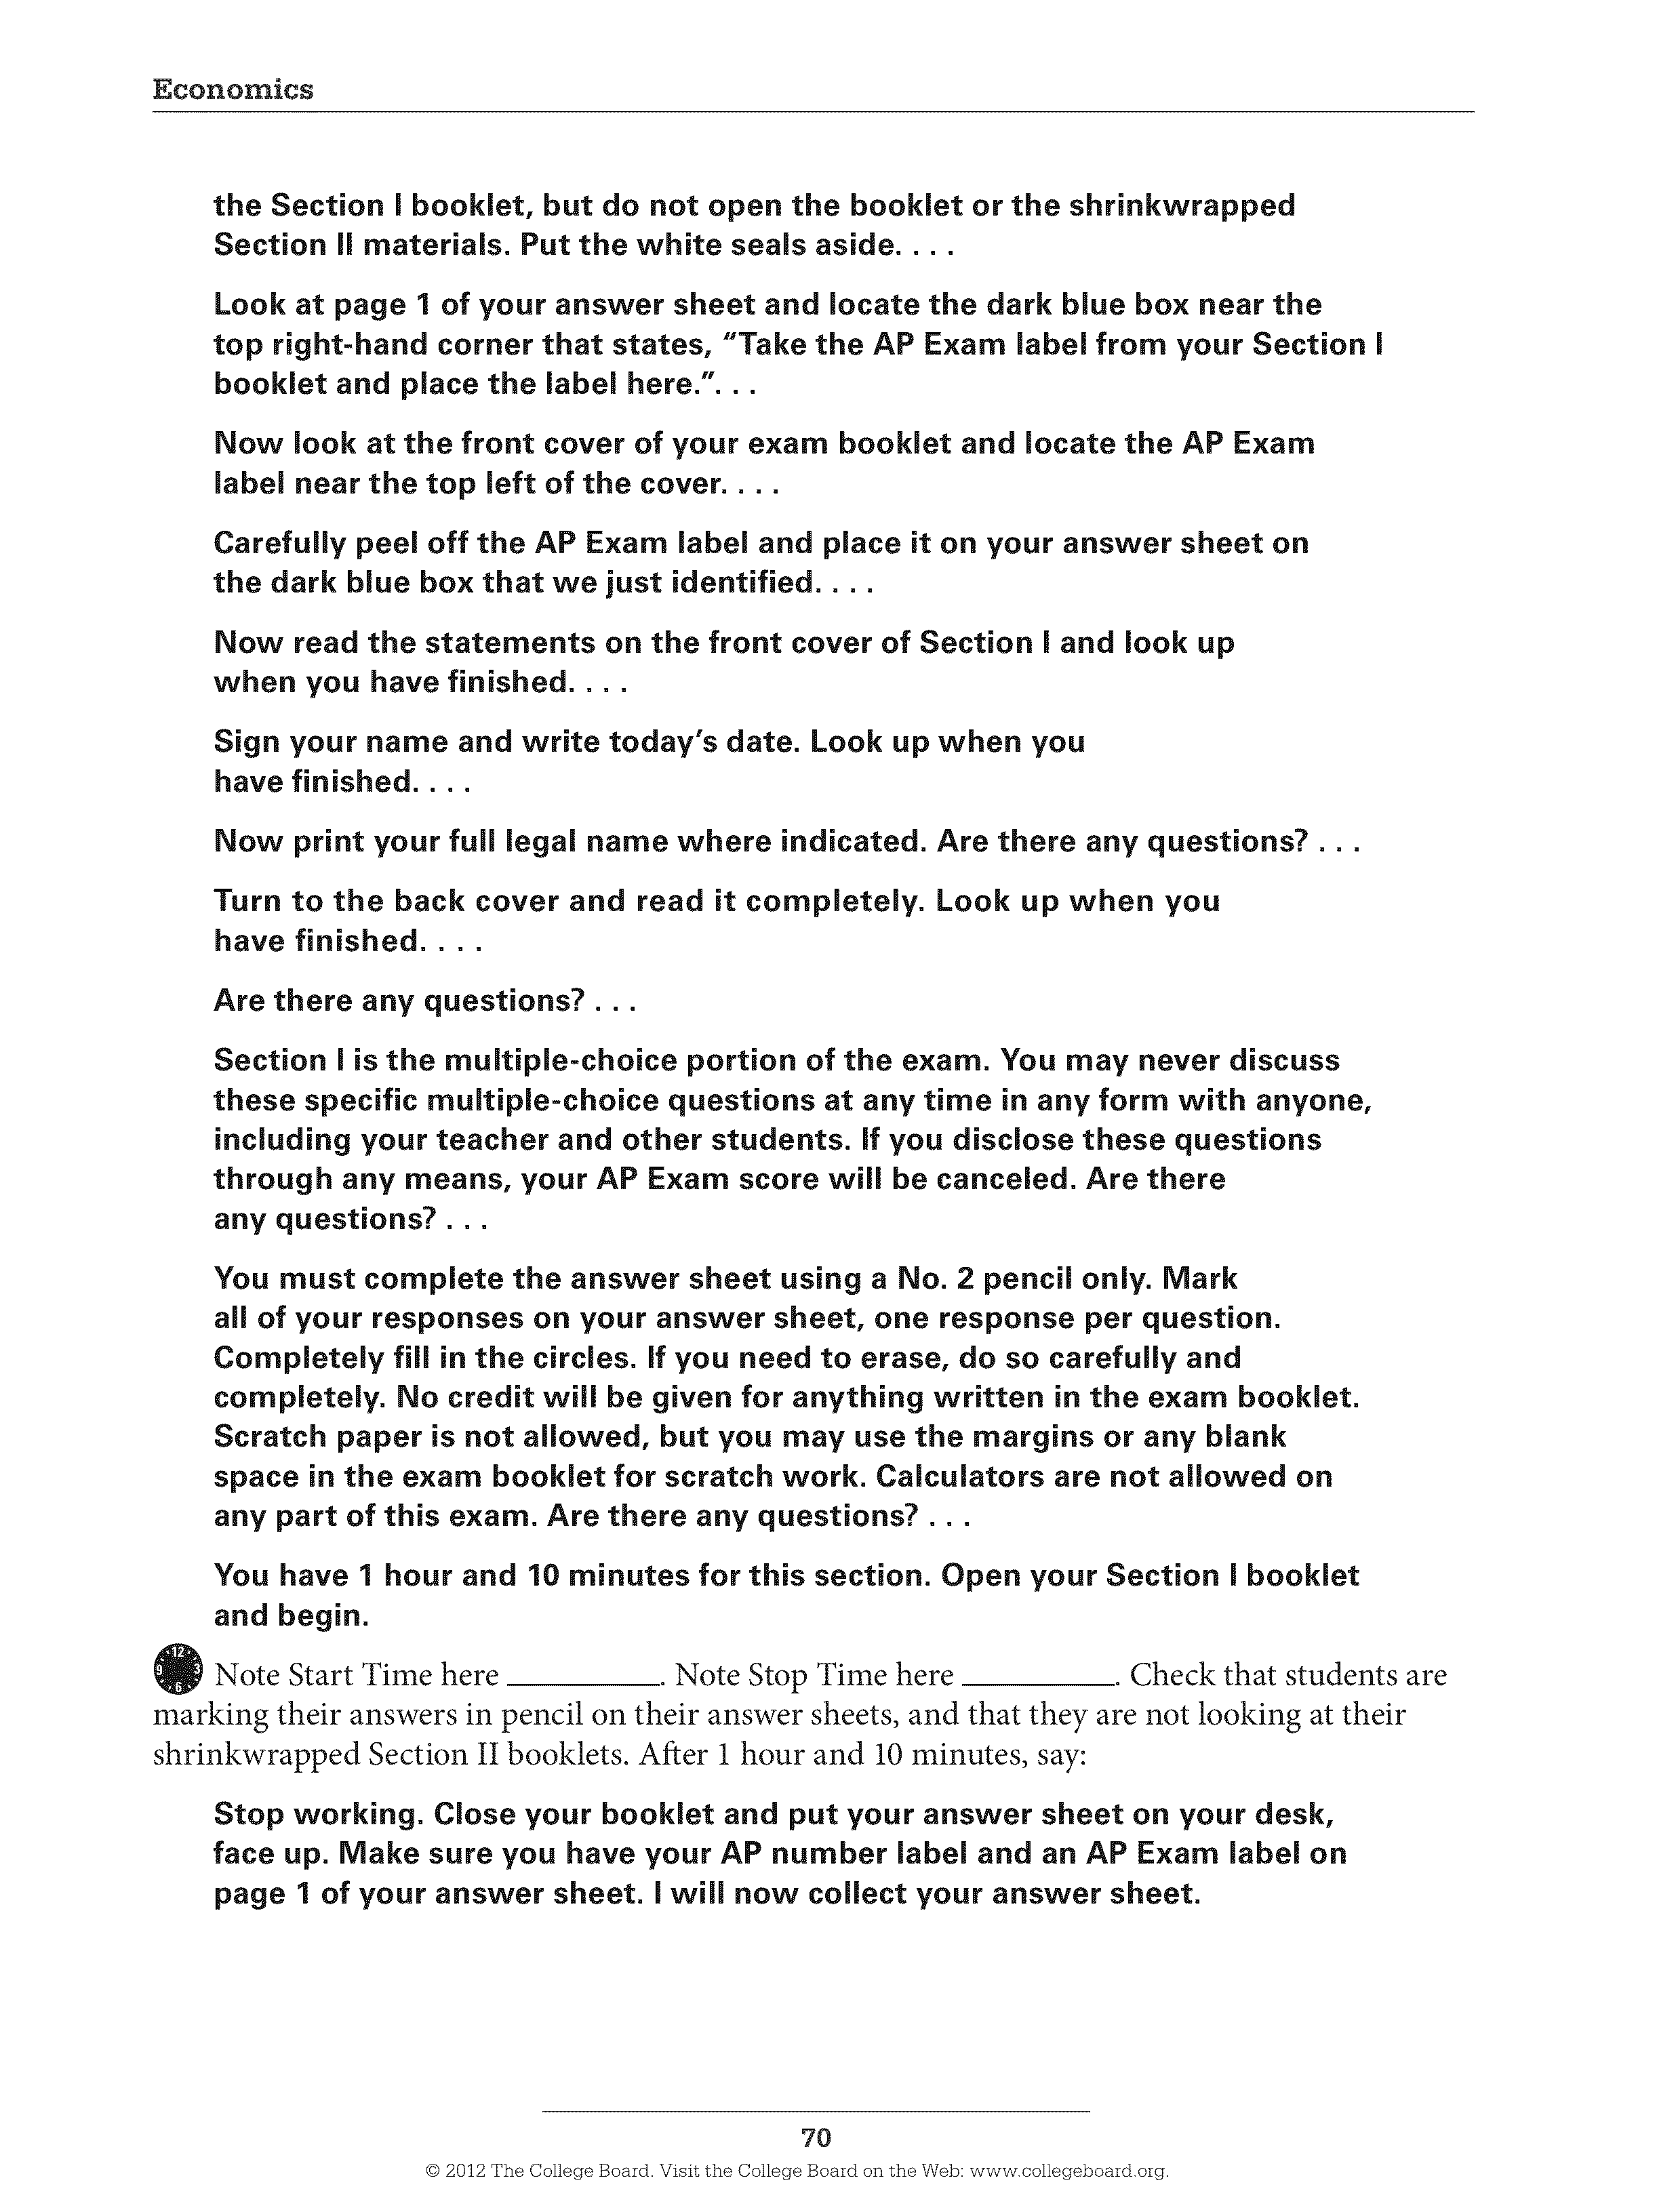 Economics
the Section I booklet, but do not open the booklet or the shrinkwrapped
Section II materials. Put the white seals aside. . . .
Look at page 1 of your answer sheet and locate the dark blue box near the
top right-hand corner that states, "Take the AP Exam label from your Section I
booklet and place the label here.". . .
Now look at the front cover of your exam booklet and locate the AP Exam
label near the top left of the cover. . . .
Carefully peel off the AP Exam label and place it on your answer sheet on
the dark blue box that we just identified. . . .
Now read the statements on the front cover of Section I and look up
when you have finished. . . .
Sign your name and write today's date. Look up when you
have finished. . . .
Now print your full legal name where indicated. Are there any questions? . . .
Turn to the back cover and read it completely. Look up when you
have finished. . . .
Are there any questions? . . .
Section I is the multiple-choice portion of the exam. You may never discuss
these specific multiple-choice questions at any time in any form with anyone,
including your teacher and other students. If you disclose these questions
through any means, your AP Exam score will be canceled. Are there
any questions? . . .
You must complete the answer sheet using a No. 2 pencil only. Mark
all of your responses on your answer sheet, one response per question.
Completely fill in the circles. If you need to erase, do so carefully and
completely. No credit will be given for anything written in the exam booklet.
Scratch paper is not allowed, but you may use the margins or any blank
space in the exam booklet for scratch work. Calculators are not allowed on
any part of this exam. Are there any questions? . . .
You have 1 hour and 10 minutes for this section. Open your Section I booklet
and begin.
12
9 3
6
Note Start Time here __________. Note Stop Time here __________. Check that students are
marking their answers in pencil on their answer sheets, and that they are not looking at their
shrinkwrapped Section II booklets. After 1 hour and 10 minutes, say:
Stop working. Close your booklet and put your answer sheet on your desk,
face up. Make sure you have your AP number label and an AP Exam label on
page 1 of your answer sheet. I will now collect your answer sheet.
70
© 2012 The College Board. Visit the College Board on the Web: www.collegeboard.org.